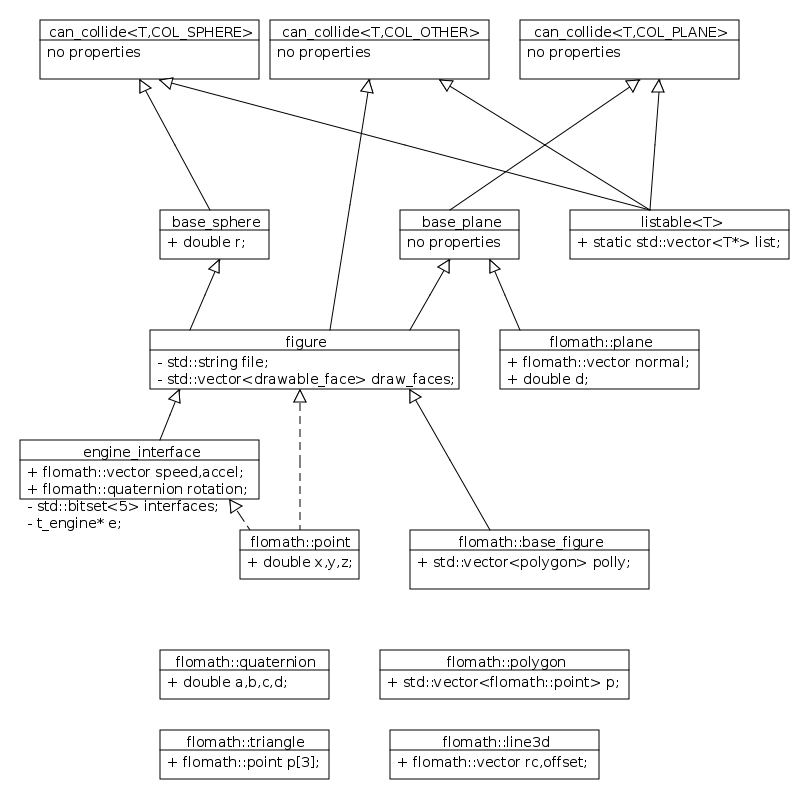 can_collide<T,COL_SPHERE>
no properties
can_collide<T,COL_OTHER>
no properties
can_collide<T,COL_PLANE>
no properties
base_sphere
+ double r;
base_plane
no properties
listable<T>
+ static std::vector<T*> list;
figure
- std::string file;
- std::vector<drawable_face> draw_faces;
flomath::plane
+ flomath::vector normal;
+ double d;
engine_interface
+ flomath::vector speed,accel;
+ flomath::quaternion rotation;
- std::bitset<5> interfaces;
- t_engine* e;
flomath::point
+ double x,y,z;
flomath::base_figure
+ std::vector<polygon> polly;
flomath::quaternion
+ double a,b,c,d;
flomath::polygon
+ std::vector<flomath::point> p;
flomath::triangle
+ flomath::point p[3];
flomath::line3d
+ flomath::vector rc,offset;